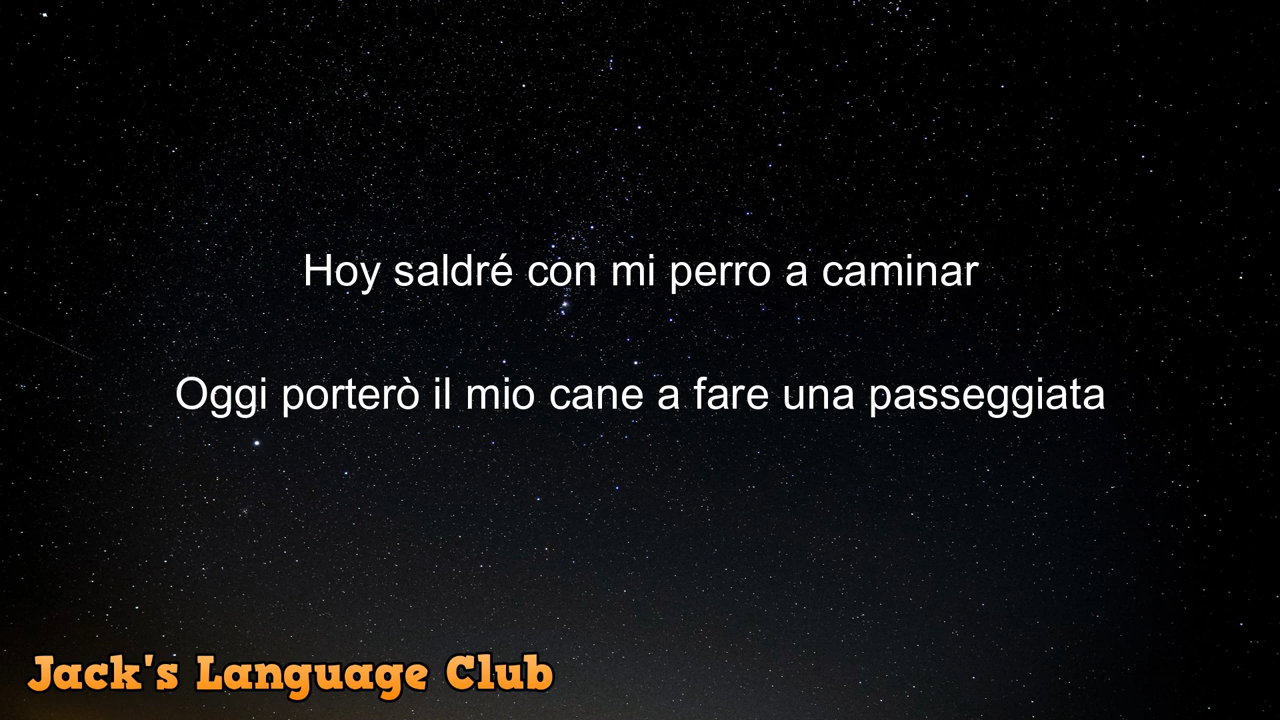 Hoy saldré con mi perro a caminar
Oggi porterò il mio cane a fare una passeggiata
Jack's Language Club